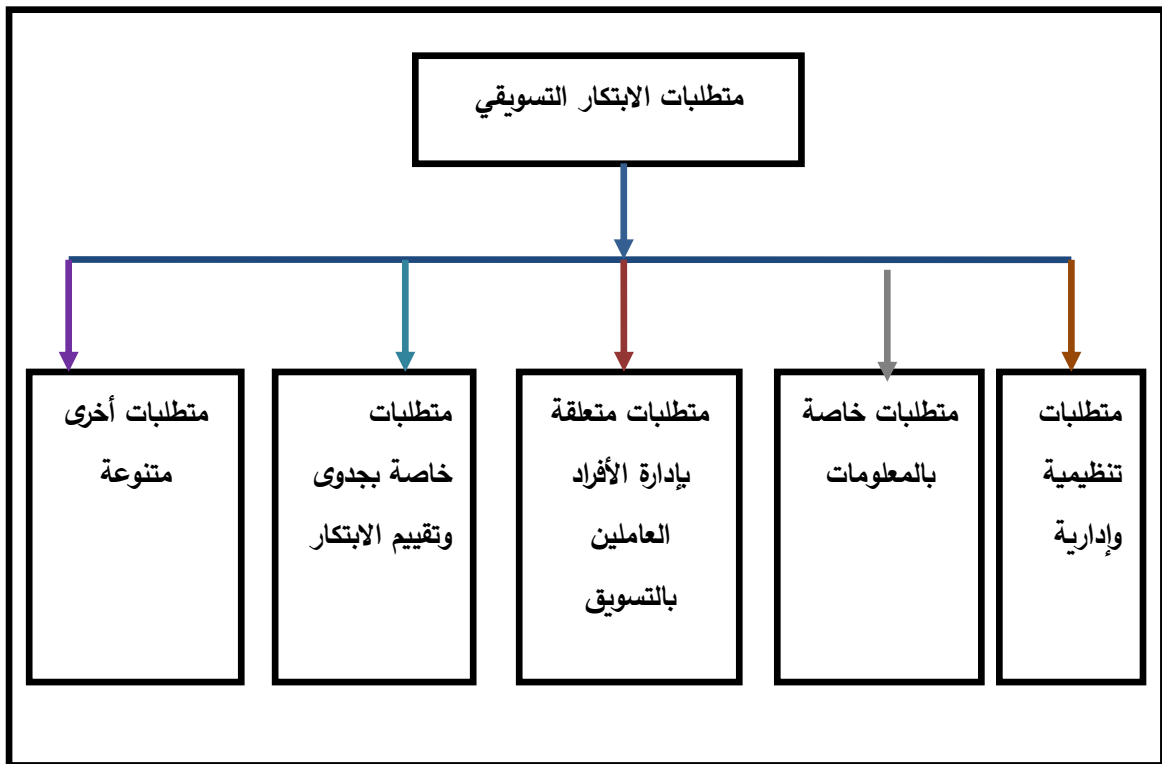 متطلبات الابتكار التسويقي
متطلبات
تنظيمية
وإدارية
متطلبات خاصة
بالمعلومات
متطلبات متعلقة
بإدارة الأفراد
العاملين
بالتسويق
متطلبات
خاصة بجدوى
وتقييم الابتكار
متطلبات أخرى
متنوعة